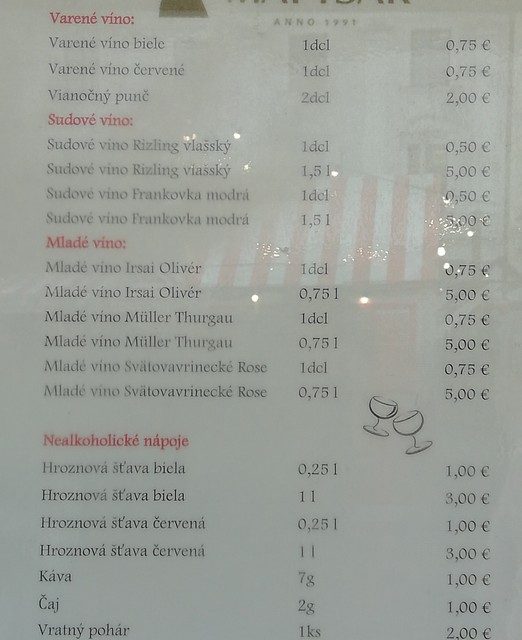 ANNO 1991
Varené víno:
Varené víno biele 1dcl 0,75 €
Varené víno červené 1dcl 0,75 €
Vianočný punč 2dcl 2,00 €
Sudové víno:
Sudové víno Rizling vlašský 1dcl 0,50 €
Sudové víno Rizling vlašský 1,5 l 5,00 €
Sudové víno Frankovka modrá 1dcl 0,50 €
Sudové víno Frankovka modrá 1,5 l 5,00 €
Mladé víno:
Mladé víno Irsai Olivér 1dcl 0,75 €
Mladé víno Irsai Olivér 0,75 l 5,00 €
Mladé víno Müller Thurgau 1dcl 0,75 €
Mladé víno Müller Thurgau 0,75 l 5,00 €
Mladé víno Svätovavrinecké Rose 1dcl 0,75 €
Mladé víno Svätovavrinecké Rose 0,75 l 5,00 €
Nealkoholické nápoje
Hroznová šťava biela 0,25 l 1,00 €
Hroznová šťava biela 1 l 3,00 €
Hroznová šťava červená 0,25 l 1,00 €
Hroznová šťava červená 1 l 3,00 €
Káva 7g 1,00 €
Čaj 2g 1,00 €
Vratný pohár 1ks 2,00 €